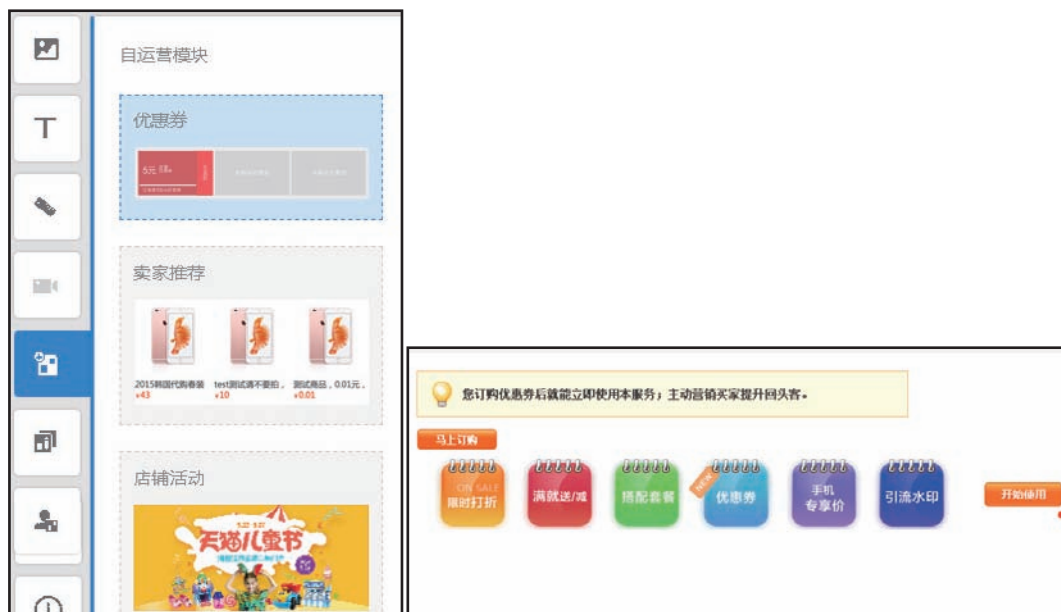 自运营模块
优惠券
5元
卖家推荐
2015韩国代购春装 test测试请不要拍， 测试商品，0.01元，
¥43 ¥10 ¥0.01
店铺活动
天猫儿童节
您订购优惠券后就能立即使用本服务，主动营销买家提升回头客。
马上订购
ON SALE
限时打折
满就送/减
搭配套餐
NEW
优惠券
手机
专享价
引流水印
开始使用